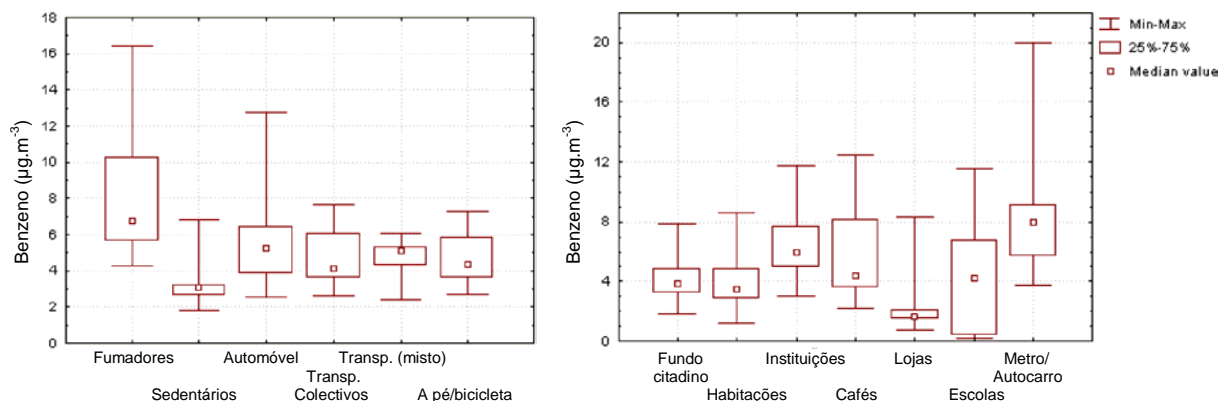 Benzeno (µg.m-3)
18
16
14
12
10
8
6
4
2
0
Fumadores
Automóvel
Transp. (misto)
Sedentários
Transp.
Colectivos
A pé/bicicleta
Benzeno (µg.m-3)
20
16
12
8
4
0
Fundo
citadino
Instituições
Lojas
Metro/
Autocarro
Habitações
Cafés
Escolas
Min-Max
25%-75%
Median value